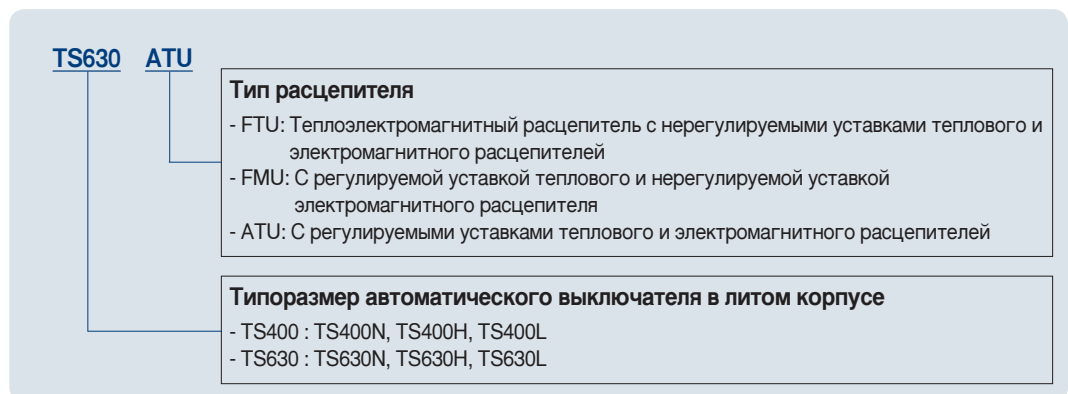 TS630 ATU
Тип расцепителя
- FTU: Теплоэлектромагнитный расцепитель с нерегулируемыми уставками теплового и
электромагнитного расцепителей
- FMU: С регулируемой уставкой теплового и нерегулируемой уставкой
электромагнитного расцепителя
- ATU: С регулируемыми уставками теплового и электромагнитного расцепителей
Типоразмер автоматического выключателя в литом корпусе
- TS400 : TS400N, TS400H, TS400L
- TS630 : TS630N, TS630H, TS630L